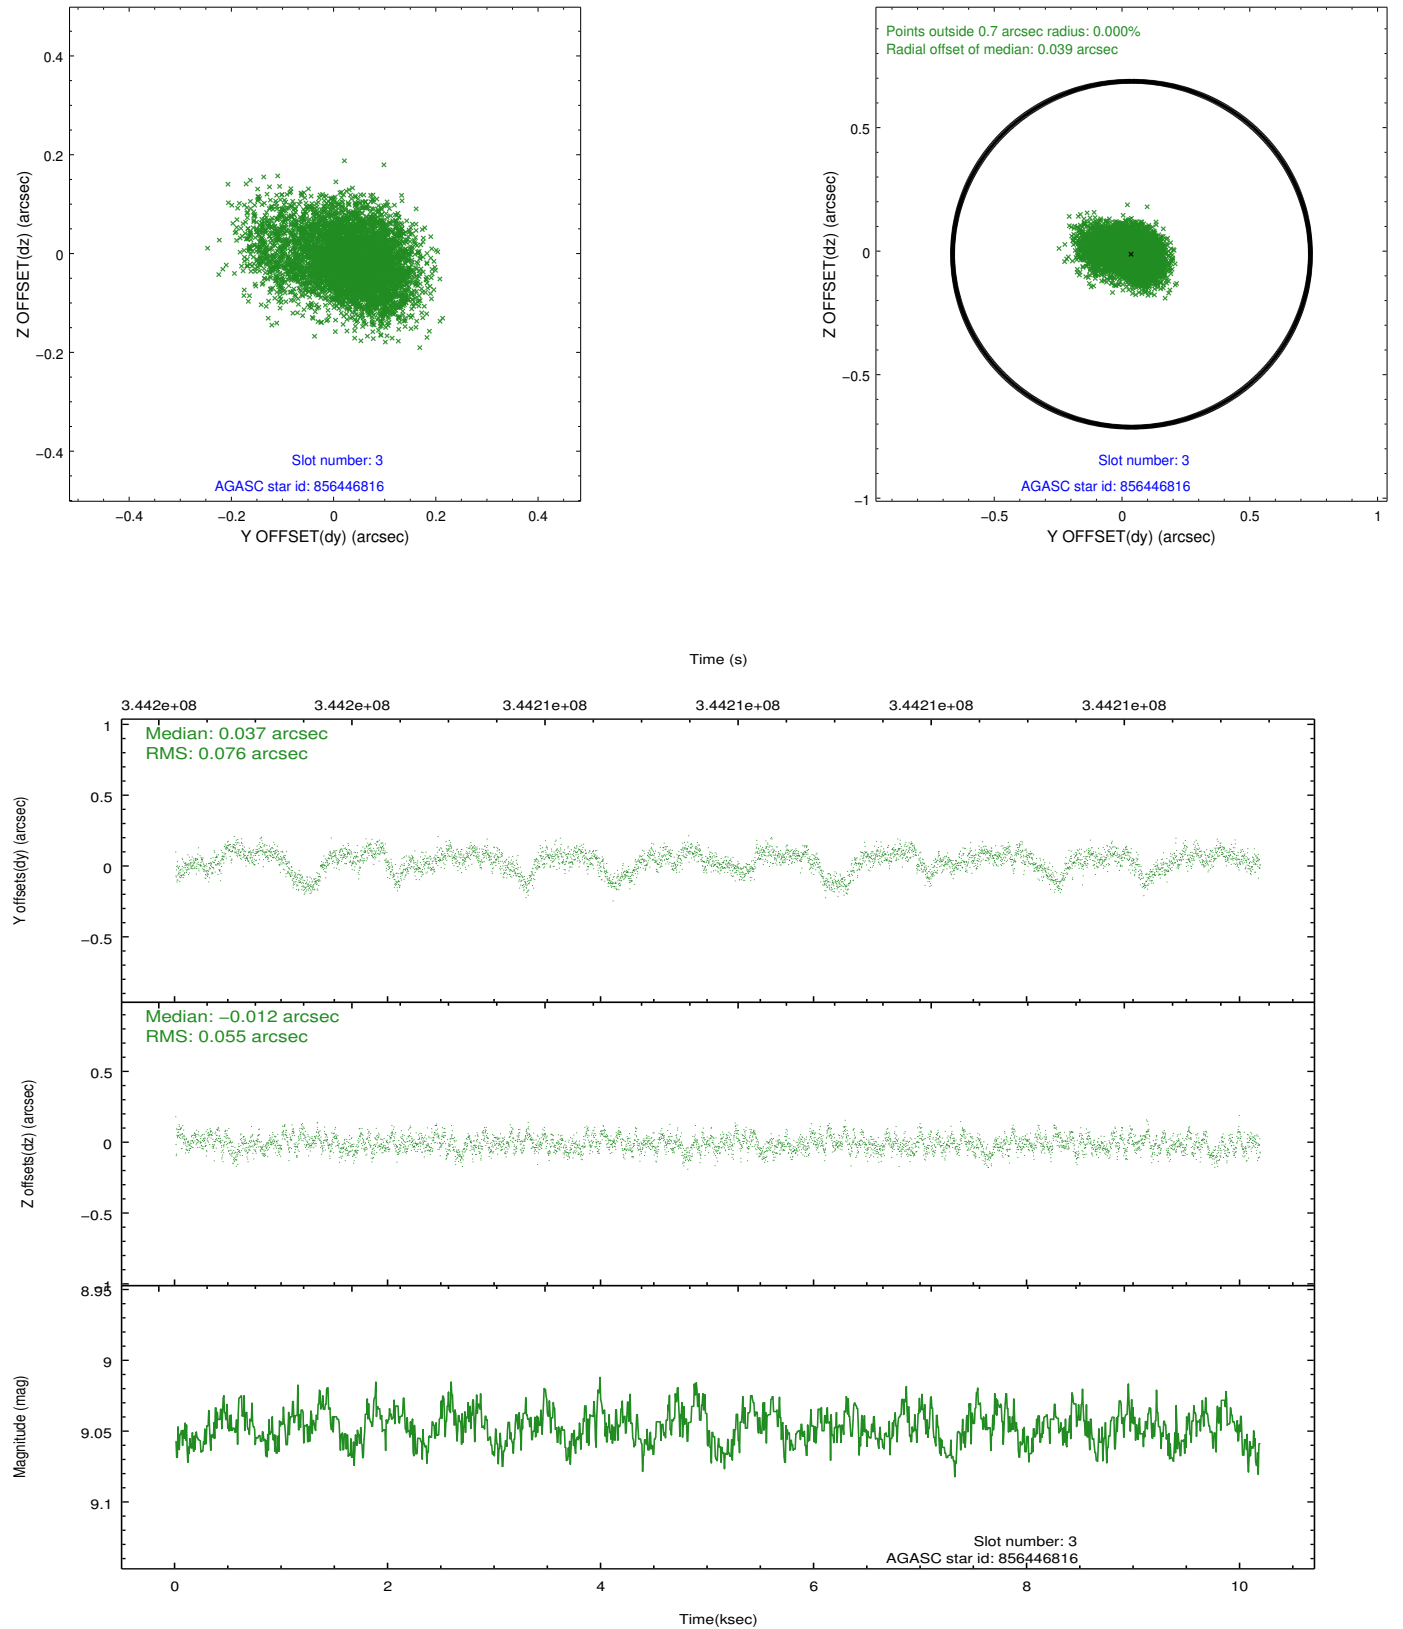 0.4
0.2
0
−0.2
−0.4
−0.4
−0.2
0
0.2
0.4
Z OFFSET(dz) (arcsec)
Y OFFSET(dy) (arcsec)
Slot number: 3
AGASC star id: 856446816
Points outside 0.7 arcsec radius: 0.000%
Radial offset of median: 0.039 arcsec
0.5
0
−0.5
−1
−0.5
0
0.5
1
Z OFFSET(dz) (arcsec)
Y OFFSET(dy) (arcsec)
Slot number: 3
AGASC star id: 856446816
Time (s)
3.442e+08
3.442e+08
3.4421e+08
3.4421e+08
3.4421e+08
3.4421e+08
1
0.5
0
−0.5
Y offsets(dy) (arcsec)
Median: 0.037 arcsec
RMS: 0.076 arcsec
0.5
0
−0.5
−1
Z offsets(dz) (arcsec)
Median: −0.012 arcsec
RMS: 0.055 arcsec
8.95
9
9.05
9.1
Magnitude (mag)
Slot number: 3
AGASC star id: 856446816
0
2
4
6
8
10
Time(ksec)